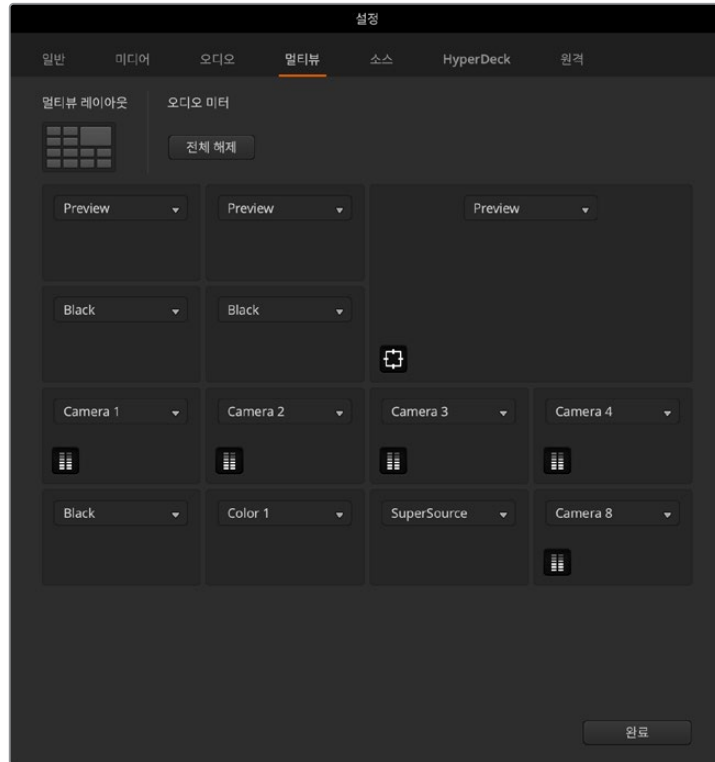 설정
일반 미디어 오디오 멀티뷰 소스 HyperDeck 원격
멀티뷰 레이아웃 오디오 미터
전체 해제
Preview Preview Preview
Black Black
Camera 1 Camera 2 Camera 3 Camera 4
Black Color 1 SuperSource Camera 8
완료